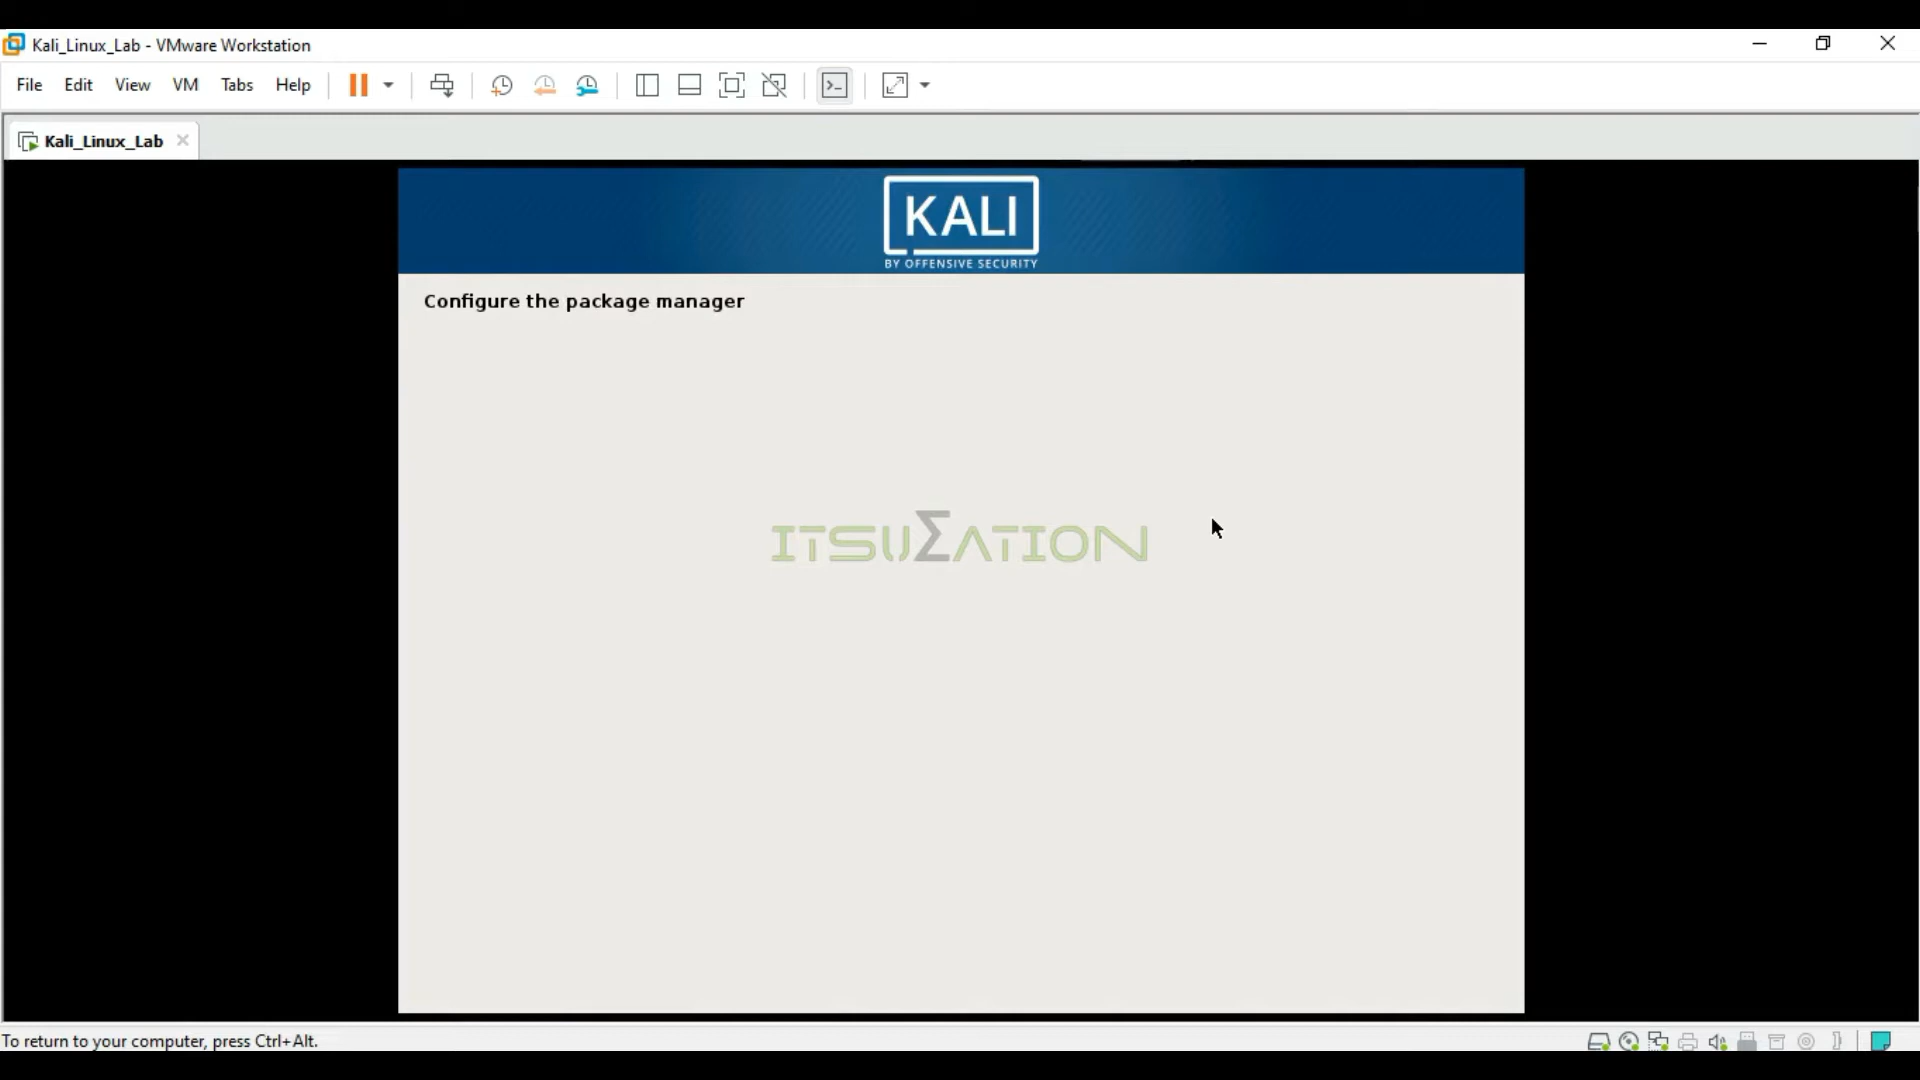 Kali_Linux_Lab - VMware Workstation
File Edit View VM Tabs Help
Kali_Linux_Lab
KALI
BY OFFENSIVE SECURITY
Configure the package manager
ITSUΣATION
To return to your computer, press Ctrl+Alt.